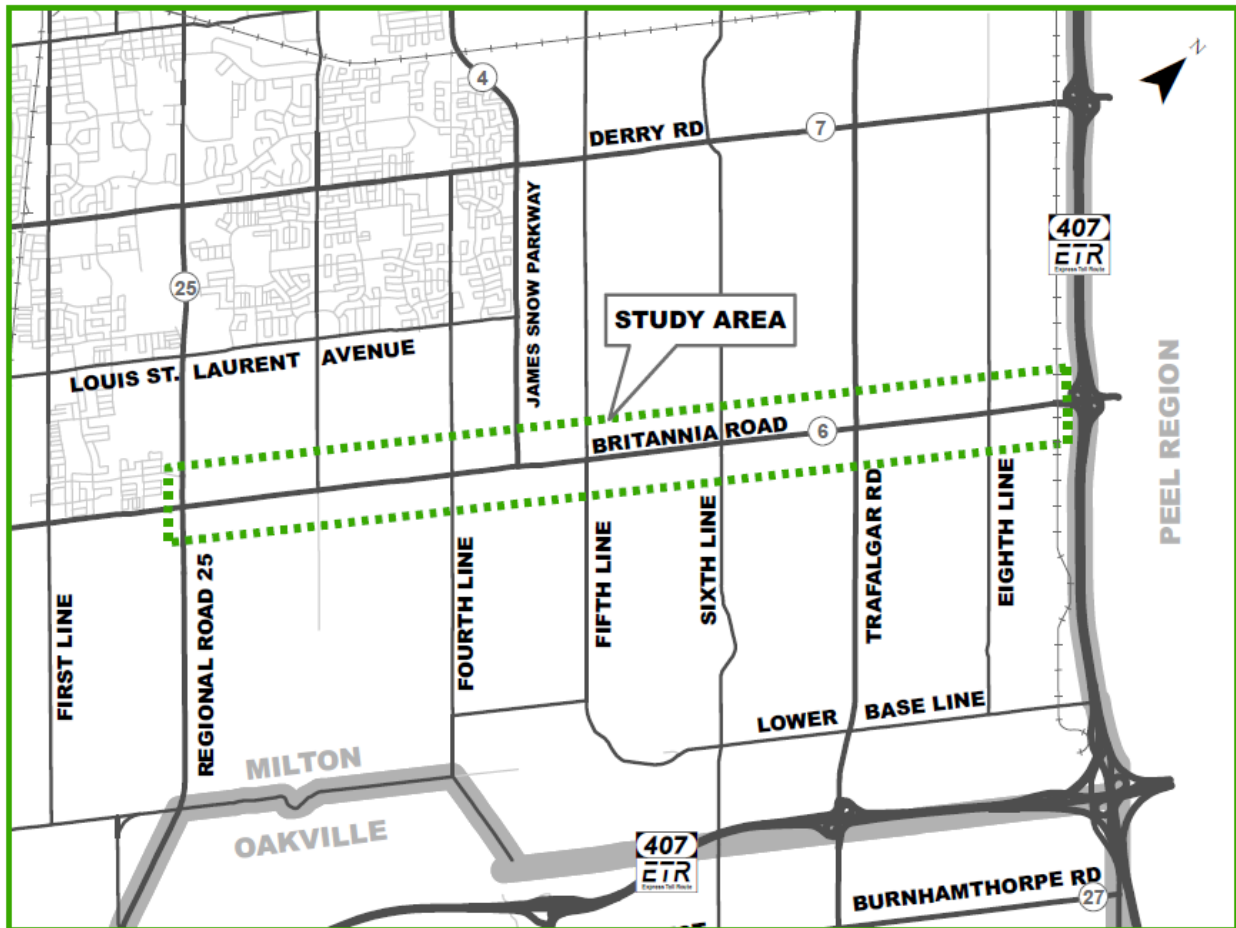 N
4
DERRY RD
7
JAMES SNOW PARKWAY
407
ETR
Express Toll Route
25
STUDY AREA
LOUIS ST. LAURENT AVENUE
PEEL REGION
BRITANNIA ROAD
6
FIRST LINE
REGIONAL ROAD 25
FOURTH LINE
FIFTH LINE
SIXTH LINE
TRAFALGAR RD
EIGHTH LINE
LOWER BASE LINE
MILTON
OAKVILLE
407
ETR
Express Toll Route
BURNHAMTHORPE RD
27